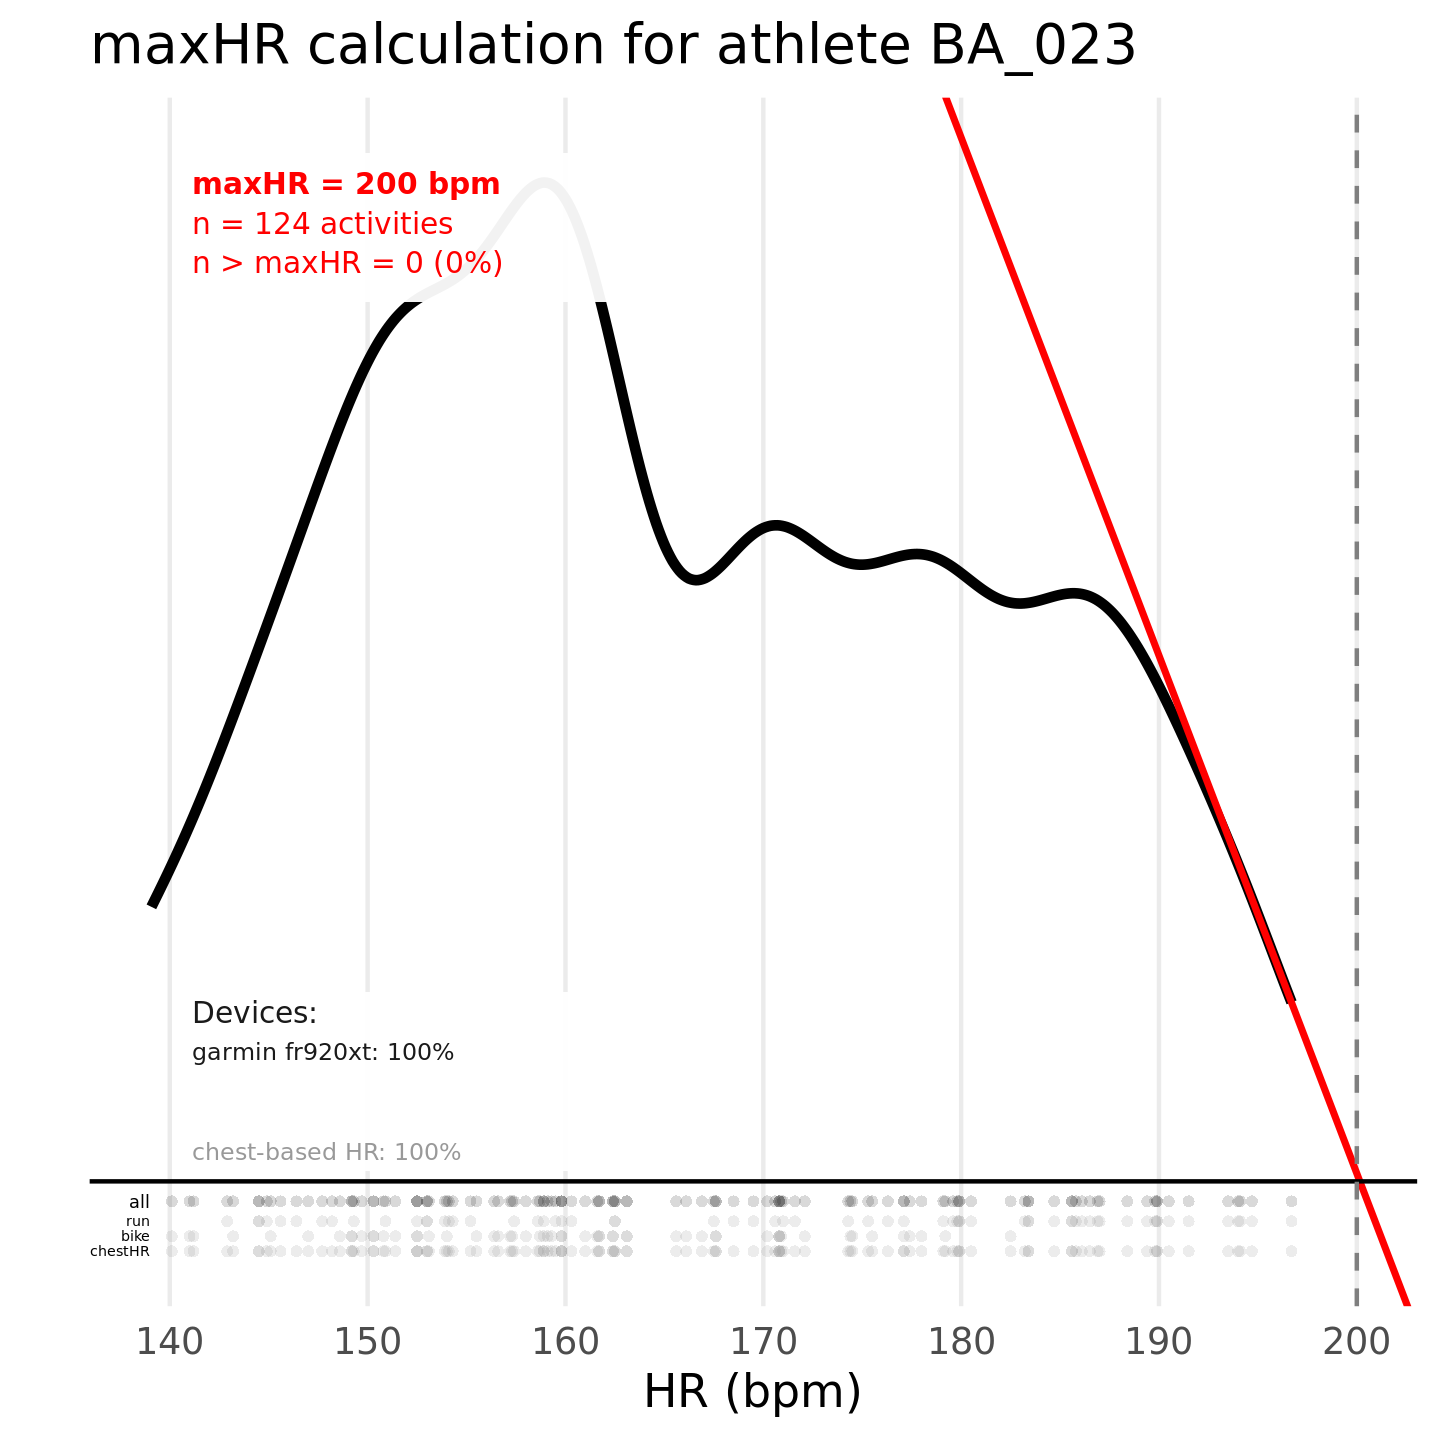 maxHR calculation for athlete BA_023
maxHR = 200 bpm
n = 124 activities
n > maxHR = 0 (0%)
Devices:
garmin fr920xt: 100%
chest-based HR: 100%
all
run
bike
chestHR
140 150 160 170 180 190 200
HR (bpm)